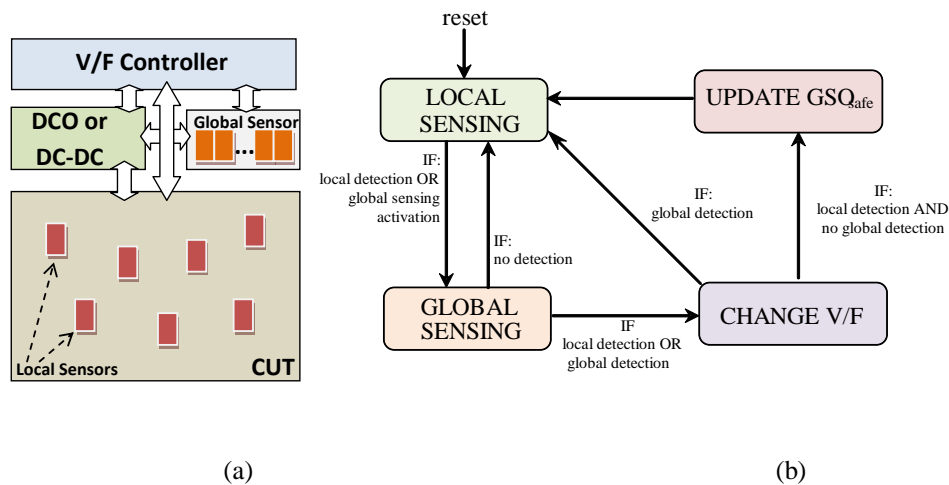 V/F Controller
DCO or
DC-DC
Global Sensor
...
Local Sensors
CUT
(a)
reset
LOCAL
SENSING
UPDATE GSO safe
IF:
local detection OR
global sensing
activation
IF:
no detection
IF:
global detection
IF:
local detection AND
no global detection
GLOBAL
SENSING
CHANGE V/F
IF
local detection OR
global detection
(b)